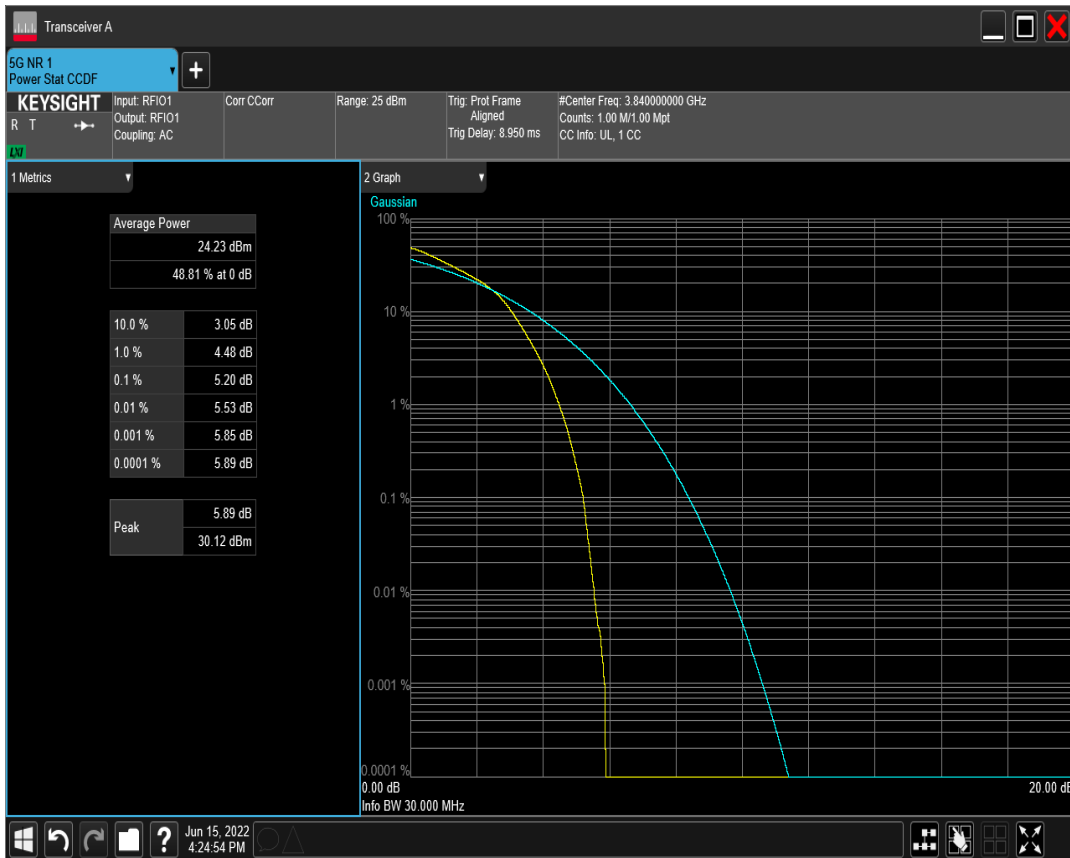 Transceiver A
5G NR 1
Power Stat CCDF
KEYSIGHT
R T
LXI
Input: RFIO1
Output: RFIO1
Coupling: AC
Corr CCorr
Range: 25 dBm
Trig: Prot Frame
Aligned
Trig Delay: 8.950 ms
#Center Freq: 3.840000000 GHz
Counts: 1.00 M/1.00 Mpt
CC Info: UL, 1 CC
1 Metrics
Average Power
24.23 dBm
48.81 % at 0 dB
10.0 % 3.05 dB
1.0 % 4.48 dB
0.1 % 5.20 dB
0.01 % 5.53 dB
0.001 % 5.85 dB
0.0001 % 5.89 dB
Peak
5.89 dB
30.12 dBm
2 Graph
Gaussian
100 %
10 %
1 %
0.1 %
0.01 %
0.001 %
0.0001 %
0.00 dB
20.00 dB
Info BW 30.000 MHz
?
Jun 15, 2022
4:24:54 PM